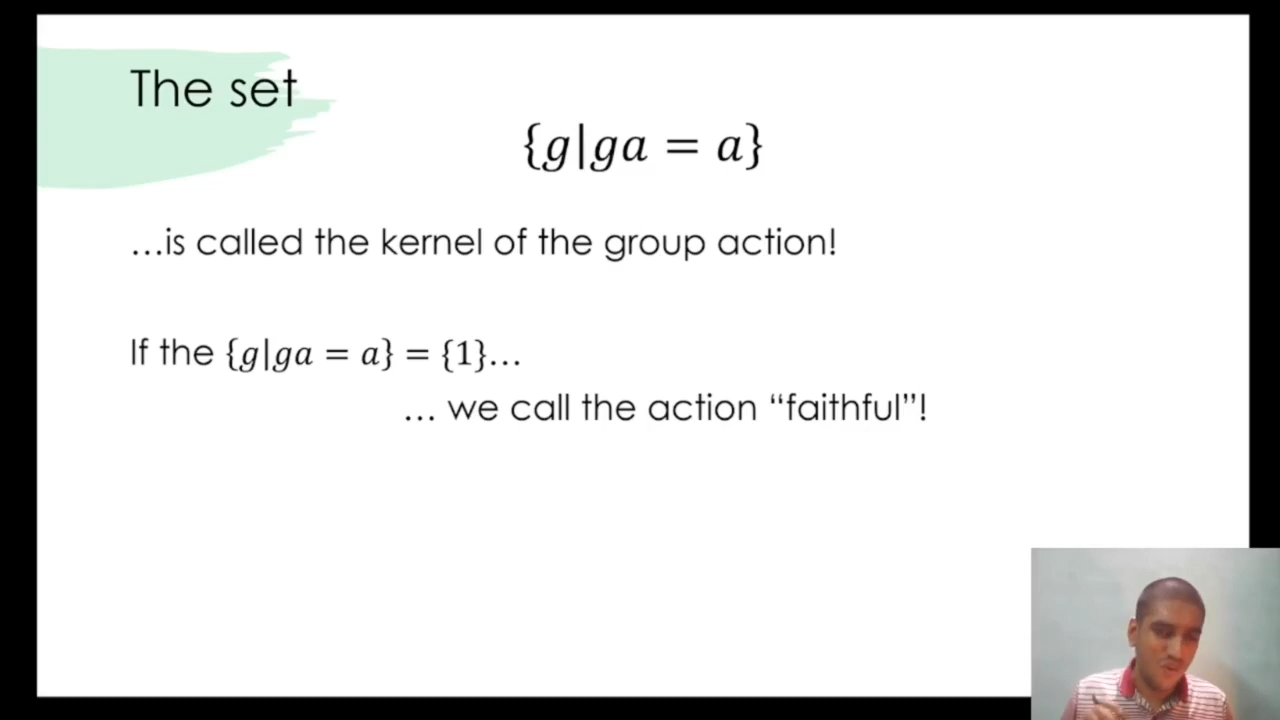 The set
{g|ga = a}
…is called the kernel of the group action!
If the {g|ga = a} = {1}…
… we call the action “faithful”!